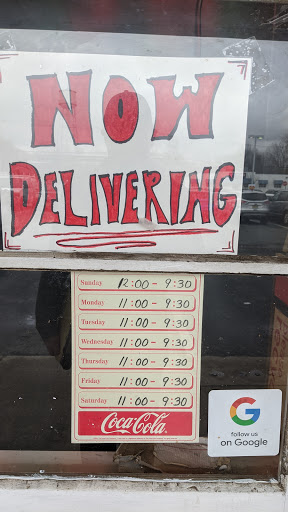 NOW
DELIVERING
Sunday 12:00 - 9:30
Monday 11:00 - 9:30
Tuesday 11:00 - 9:30
Wednesday 11:00 - 9:30
Thursday 11:00 - 9:30
Friday 11:00 - 9:30
Saturday 11:00 - 9:30
Coca-Cola
follow us
on Google